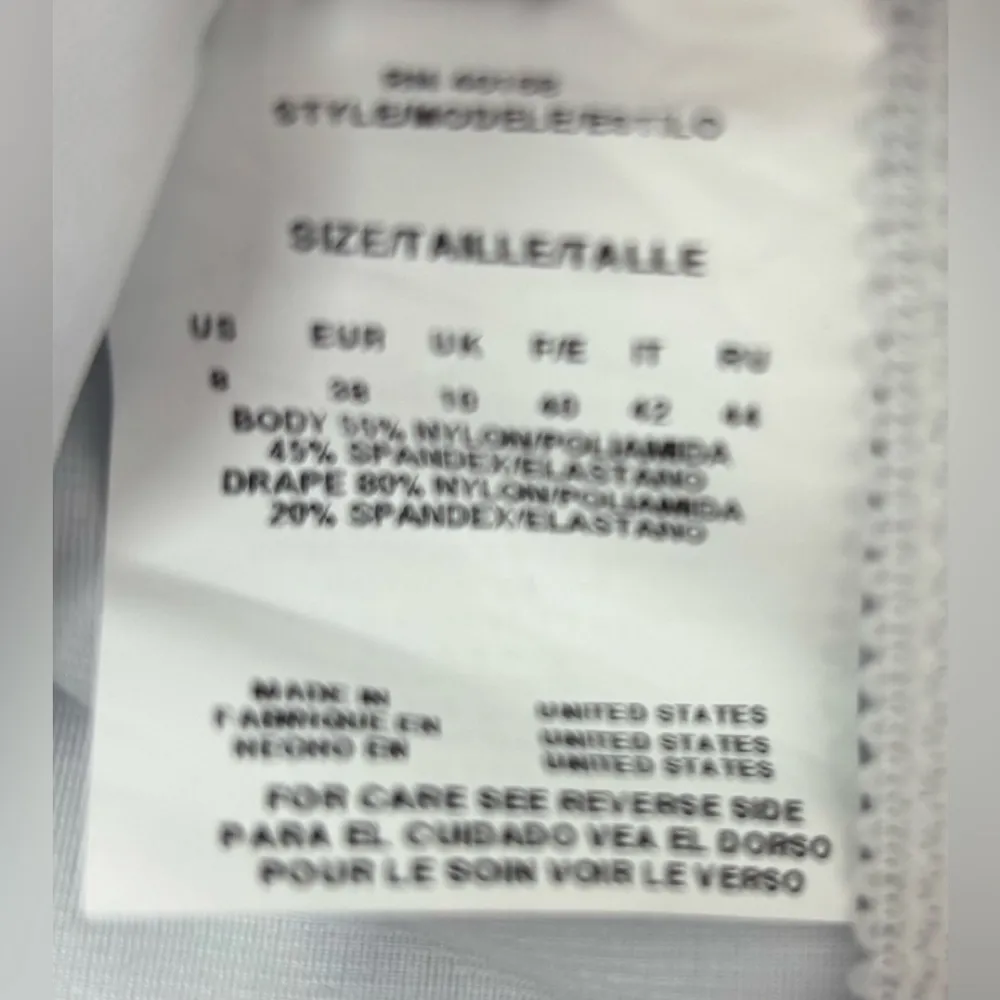 STYLE/MODELE/ESTILO
SIZE/TAILLE/TALLE
US EUR UK F/E IT RU
10 40 42 44
BODY 55% NYLON/POLIAMIDA
45% SPANDEX/ELASTANO
DRAPE 80% NYLON/POLIAMIDA
20% SPANDEX/ELASTANO
MADE IN UNITED STATES
FABRIQUE EN UNITED STATES
HECHO EN UNITED STATES
FOR CARE SEE REVERSE SIDE
PARA EL CUIDADO VEA EL DORSO
POUR LE SOIN VOIR LE VERSO